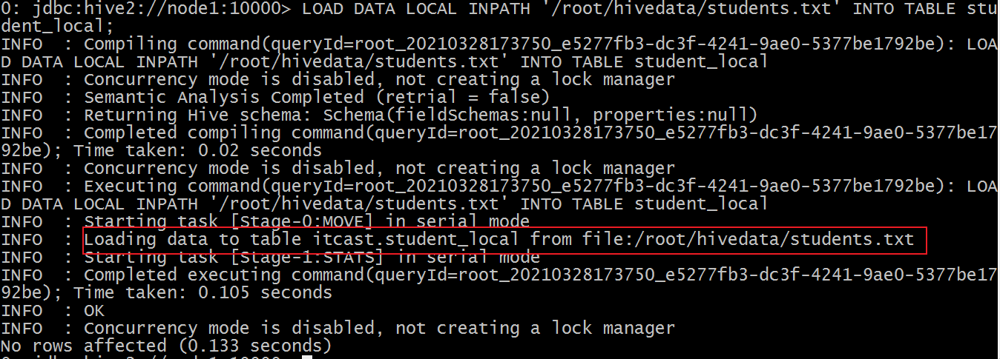 0: jdbc:hive2://node1:10000> LOAD DATA LOCAL INPATH '/root/hivedata/students.txt' INTO TABLE stu
dent_local;
INFO  : Compiling command(queryId=root_20210328173750_e5277fb3-dc3f-4241-9ae0-5377be1792be): LOA
D DATA LOCAL INPATH '/root/hivedata/students.txt' INTO TABLE student_local
INFO  : Concurrency mode is disabled, not creating a lock manager
INFO  : Semantic Analysis Completed (retrial = false)
INFO  : Returning Hive schema: Schema(fieldSchemas:null, properties:null)
INFO  : Completed compiling command(queryId=root_20210328173750_e5277fb3-dc3f-4241-9ae0-5377be17
92be); Time taken: 0.02 seconds
INFO  : Concurrency mode is disabled, not creating a lock manager
INFO  : Executing command(queryId=root_20210328173750_e5277fb3-dc3f-4241-9ae0-5377be1792be): LOA
D DATA LOCAL INPATH '/root/hivedata/students.txt' INTO TABLE student_local
INFO  : Starting task [Stage-0:MOVE] in serial mode
INFO  : Loading data to table itcast.student_local from file:/root/hivedata/students.txt
INFO  : Starting task [Stage-1:STATS] in serial mode
INFO  : Completed executing command(queryId=root_20210328173750_e5277fb3-dc3f-4241-9ae0-5377be17
92be); Time taken: 0.105 seconds
INFO  : OK
INFO  : Concurrency mode is disabled, not creating a lock manager
No rows affected (0.133 seconds)
0: jdbc:hive2://node1:10000>